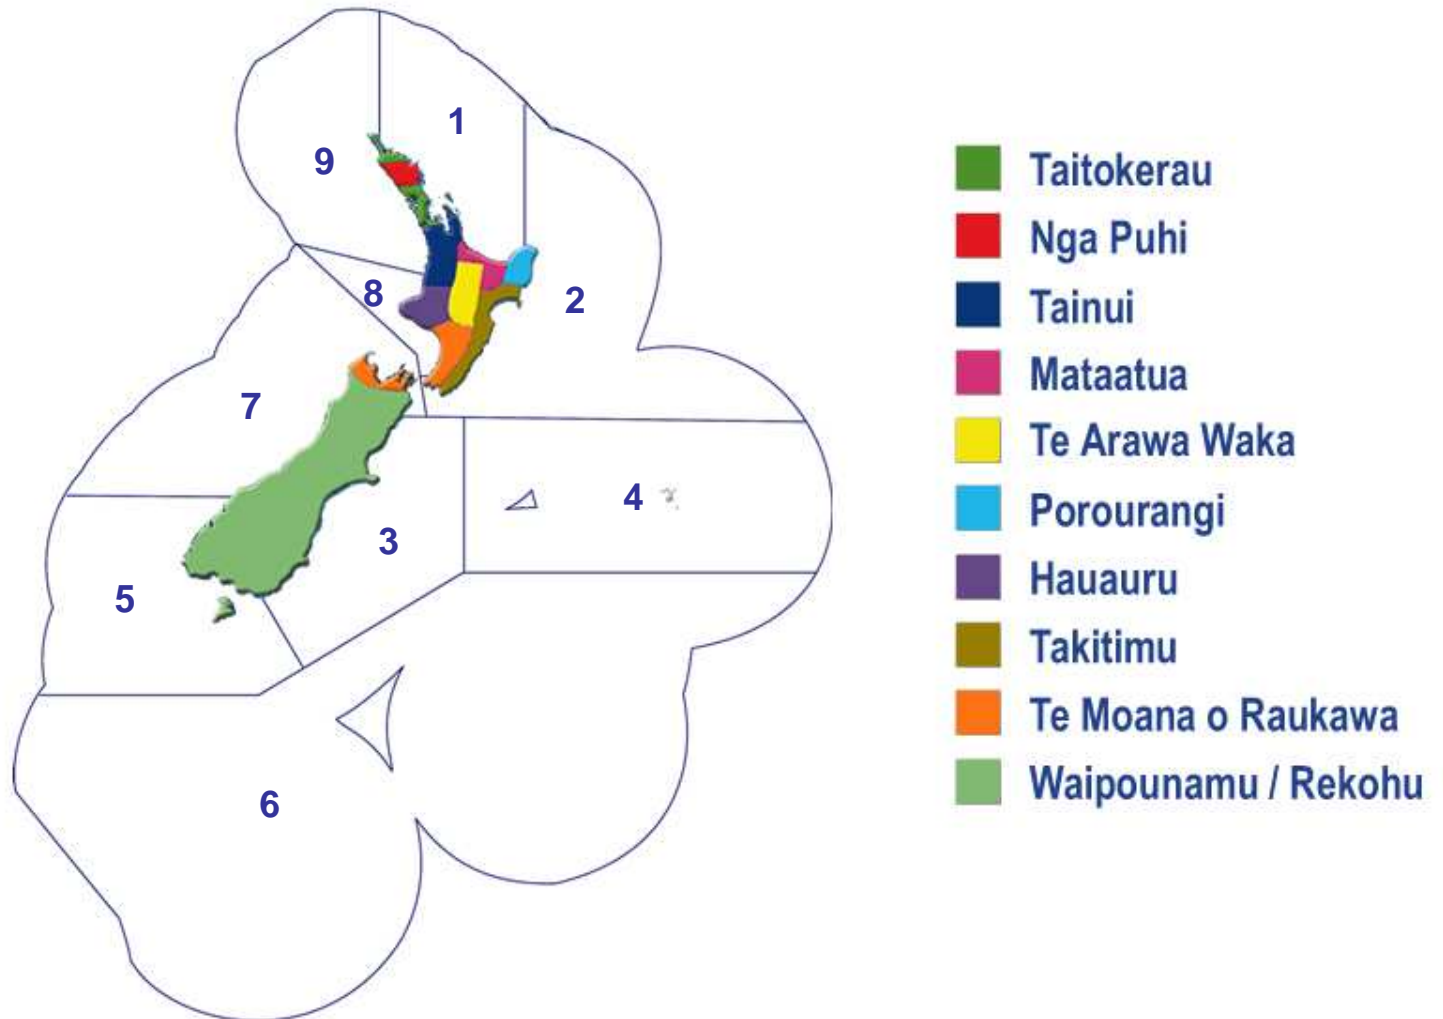 1
9
8
2
7
4
3
5
6
Taitokerau
Nga Puhi
Tainui
Mataatua
Te Arawa Waka
Porourangi
Hauauru
Takitimu
Te Moana o Raukawa
Waipounamu / Rekohu